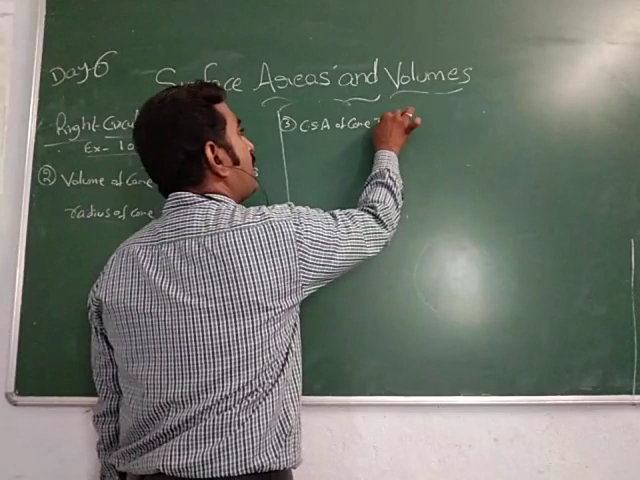 Day-6
Surface Areas and Volumes
Right-
Ex- 10
② Volume of Cone
radius of cone
③ CSA of Cone